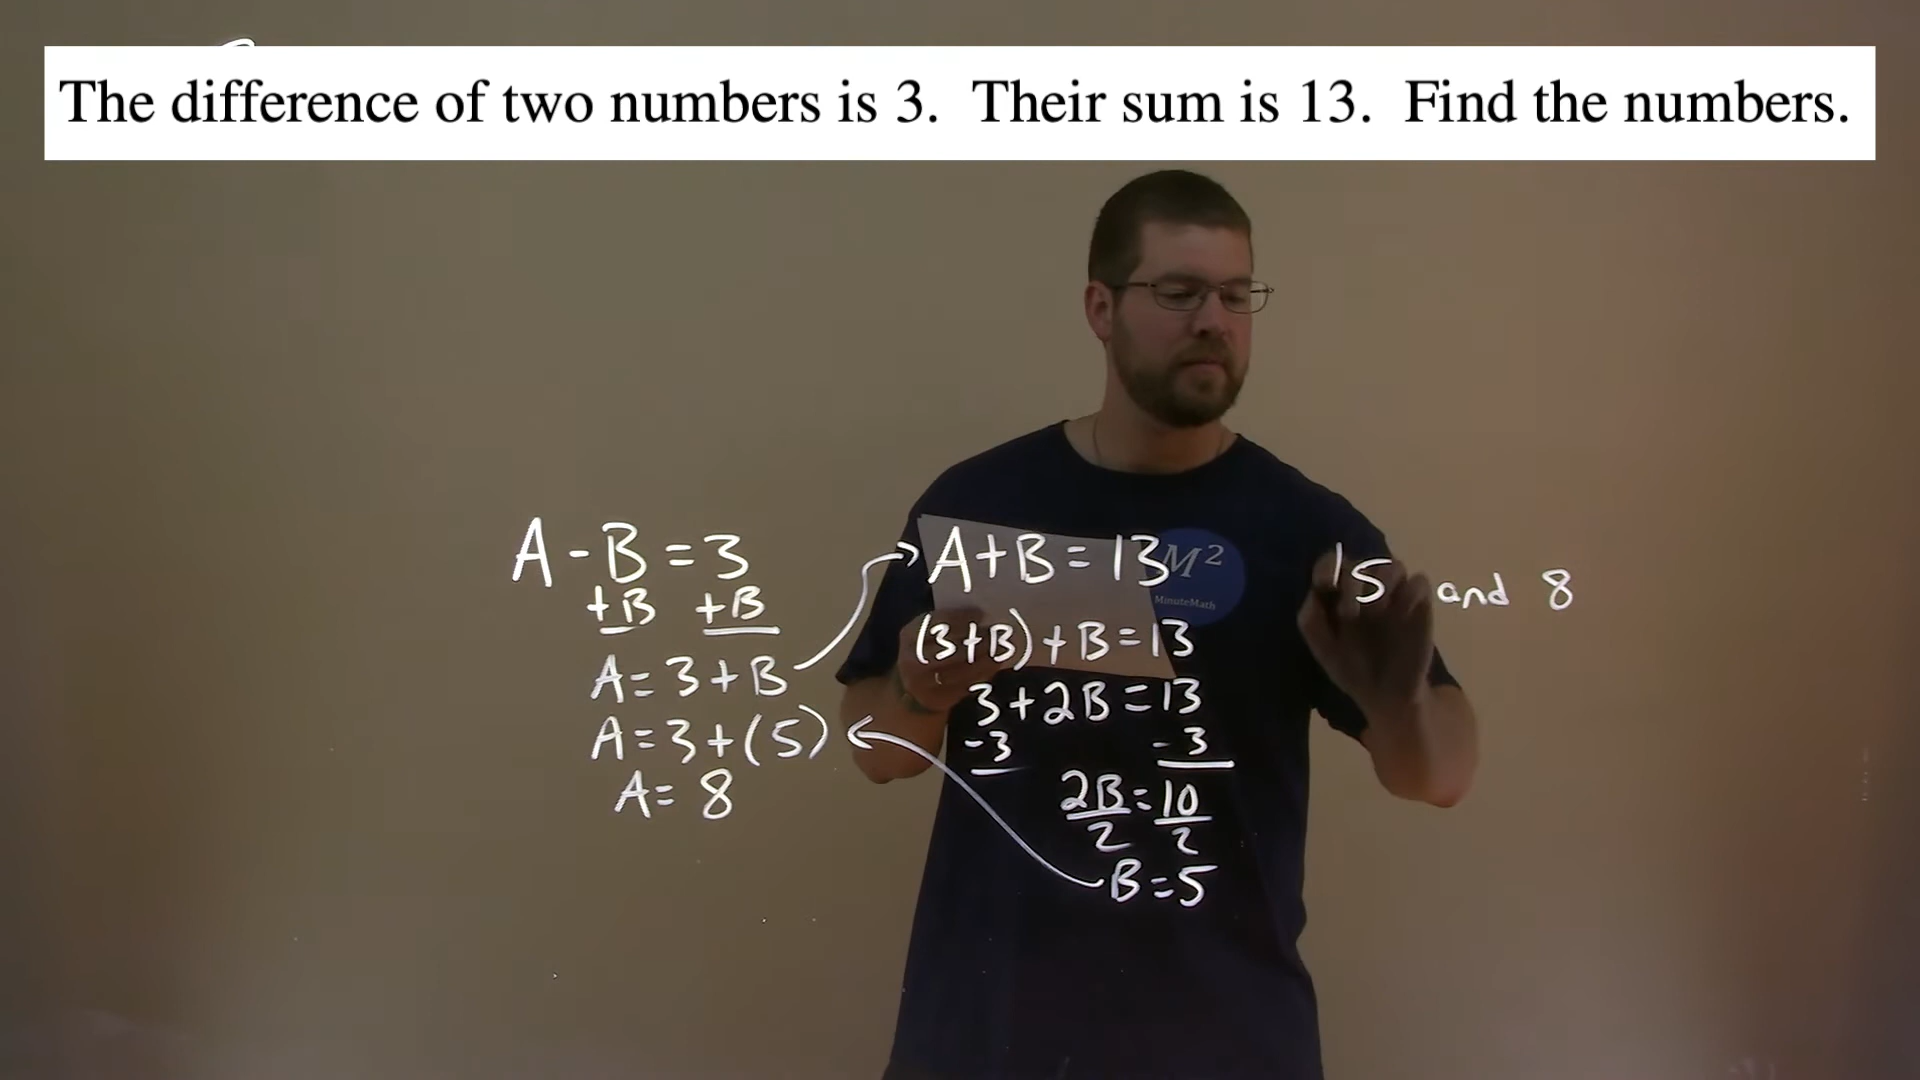 The difference of two numbers is 3. Their sum is 13. Find the numbers.
A - B = 3
+B +B
A = 3 + B
A = 3 + (5)
A = 8
A + B = 13
(3+B) + B = 13
3 + 2B = 13
-3 -3
2B = 10
2 2
B = 5
M²
MinuteMath
5 and 8